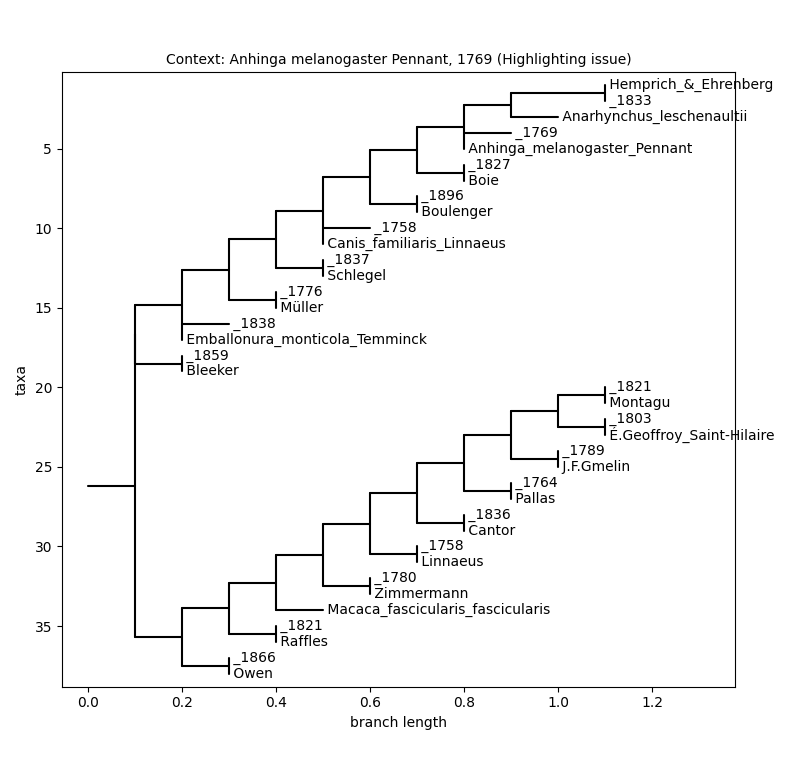 Context: Anhinga melanogaster Pennant, 1769 (Highlighting issue)
Hemprich_&_Ehrenberg
_1833
Anarhynchus_leschenaultii
_1769
Anhinga_melanogaster_Pennant
_1827
Boie
_1896
Boulenger
_1758
Canis_familiaris_Linnaeus
_1837
Schlegel
_1776
Müller
_1838
Emballonura_monticola_Temminck
_1859
Bleeker
_1821
Montagu
_1803
É.Geoffroy_Saint-Hilaire
_1789
J.F.Gmelin
_1764
Pallas
_1836
Cantor
_1758
Linnaeus
_1780
Zimmermann
Macaca_fascicularis_fascicularis
_1821
Raffles
_1866
Owen
5
10
15
20
25
30
35
taxa
0.0 0.2 0.4 0.6 0.8 1.0 1.2
branch length